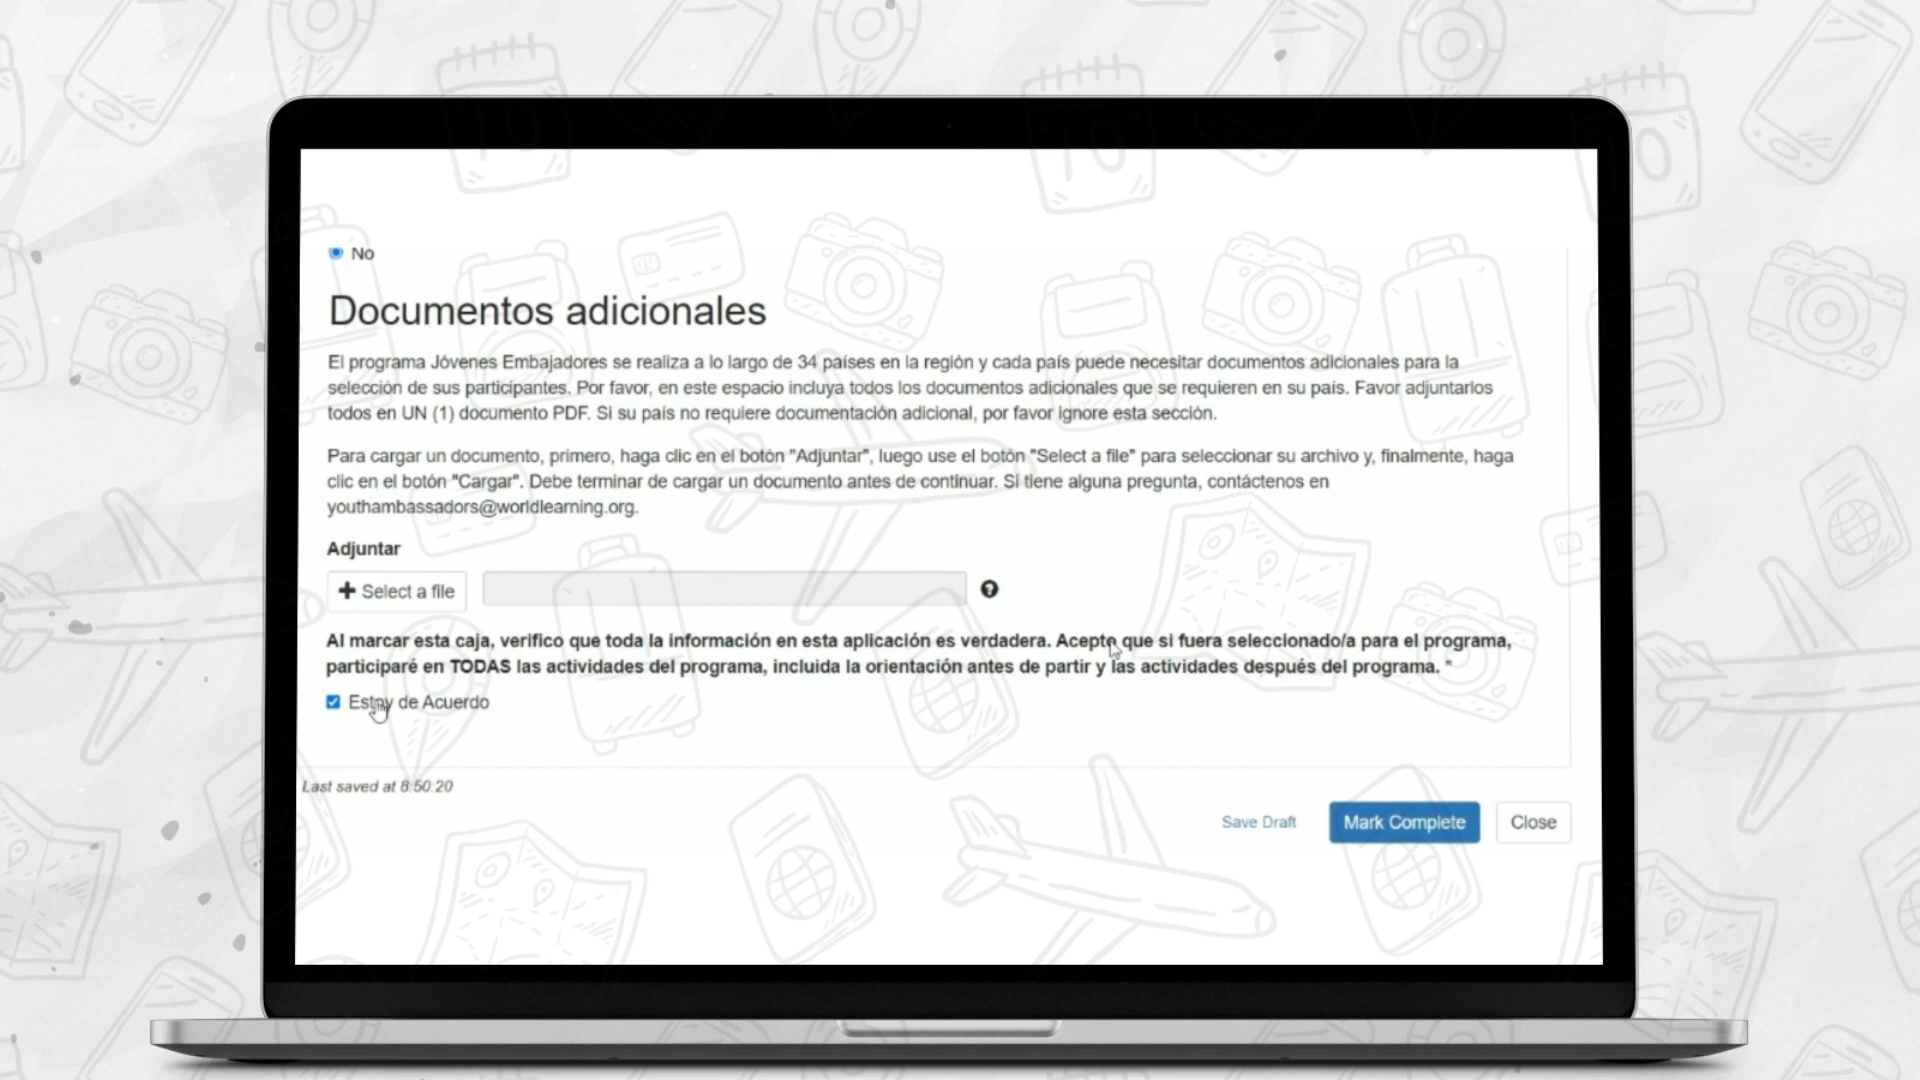 No
Documentos adicionales
El programa Jóvenes Embajadores se realiza a lo largo de 34 países en la región y cada país puede necesitar documentos adicionales para la
selección de sus participantes. Por favor, en este espacio incluya todos los documentos adicionales que se requieren en su país. Favor adjuntarlos
todos en UN (1) documento PDF. Si su país no requiere documentación adicional, por favor ignore esta sección.
Para cargar un documento, primero, haga clic en el botón "Adjuntar", luego use el botón "Select a file" para seleccionar su archivo y, finalmente, haga
clic en el botón "Cargar". Debe terminar de cargar un documento antes de continuar. Si tiene alguna pregunta, contáctenos en
youthambassadors@worldlearning.org.
Adjuntar
Select a file
Al marcar esta caja, verifico que toda la información en esta aplicación es verdadera. Acepto que si fuera seleccionado/a para el programa,
participaré en TODAS las actividades del programa, incluida la orientación antes de partir y las actividades después del programa. *
Estoy de Acuerdo
Last saved at 8:50:20
Save Draft Mark Complete Close